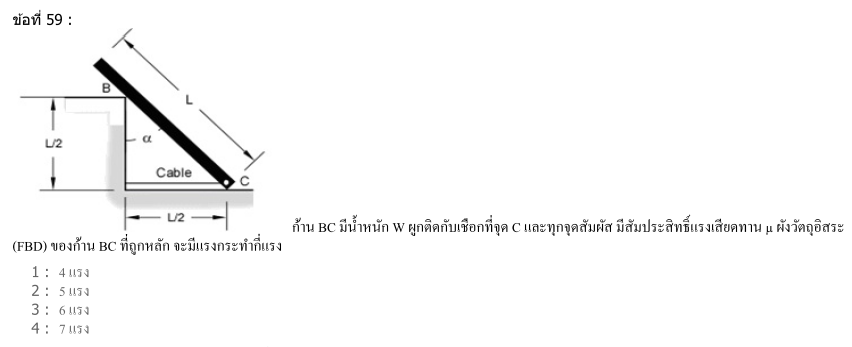 ข้อที่ 59 :
B
L
L/2
α
Cable
C
L/2
ก้าน BC มีน้ำหนัก W ผูกติดกับเชือกที่จุด C และทุกจุดสัมผัส มีสัมประสิทธิ์แรงเสียดทาน μ ผังวัตถุอิสระ
(FBD) ของก้าน BC ที่ถูกหลัก จะมีแรงกระทำกี่แรง
1 : 4 แรง
2 : 5 แรง
3 : 6 แรง
4 : 7 แรง